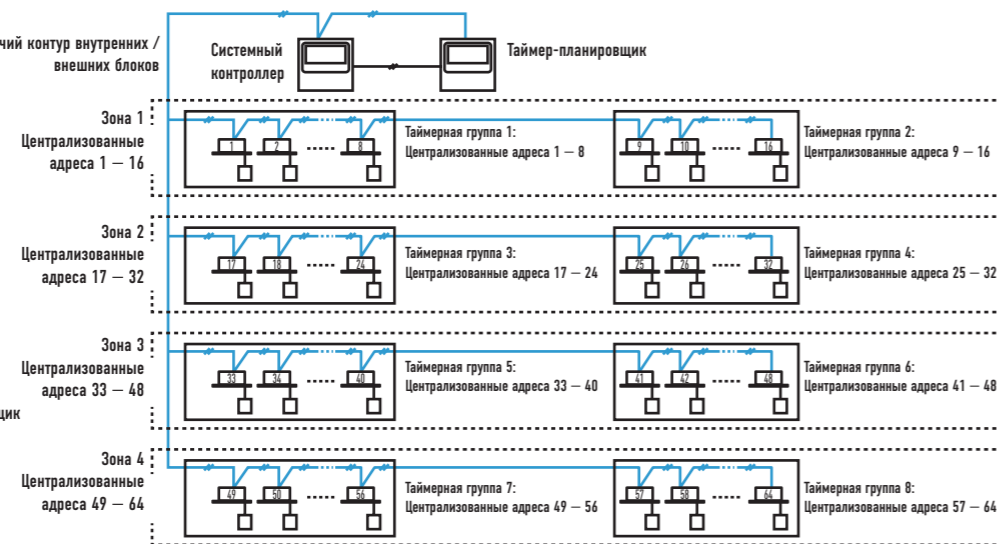 чий контур внутренних /
внешних блоков
Системный
контроллер
Таймер-планировщик
Зона 1
Централизованные
адреса 1 — 16
1 2 8
Таймерная группа 1:
Централизованные адреса 1 — 8
9 10 16
Таймерная группа 2:
Централизованные адреса 9 — 16
Зона 2
Централизованные
адреса 17 — 32
17 18 24
Таймерная группа 3:
Централизованные адреса 17 — 24
25 26 32
Таймерная группа 4:
Централизованные адреса 25 — 32
Зона 3
Централизованные
адреса 33 — 48
щик
33 34 40
Таймерная группа 5:
Централизованные адреса 33 — 40
41 42 48
Таймерная группа 6:
Централизованные адреса 41 — 48
Зона 4
Централизованные
адреса 49 — 64
49 50 56
Таймерная группа 7:
Централизованные адреса 49 — 56
57 58 64
Таймерная группа 8:
Централизованные адреса 57 — 64